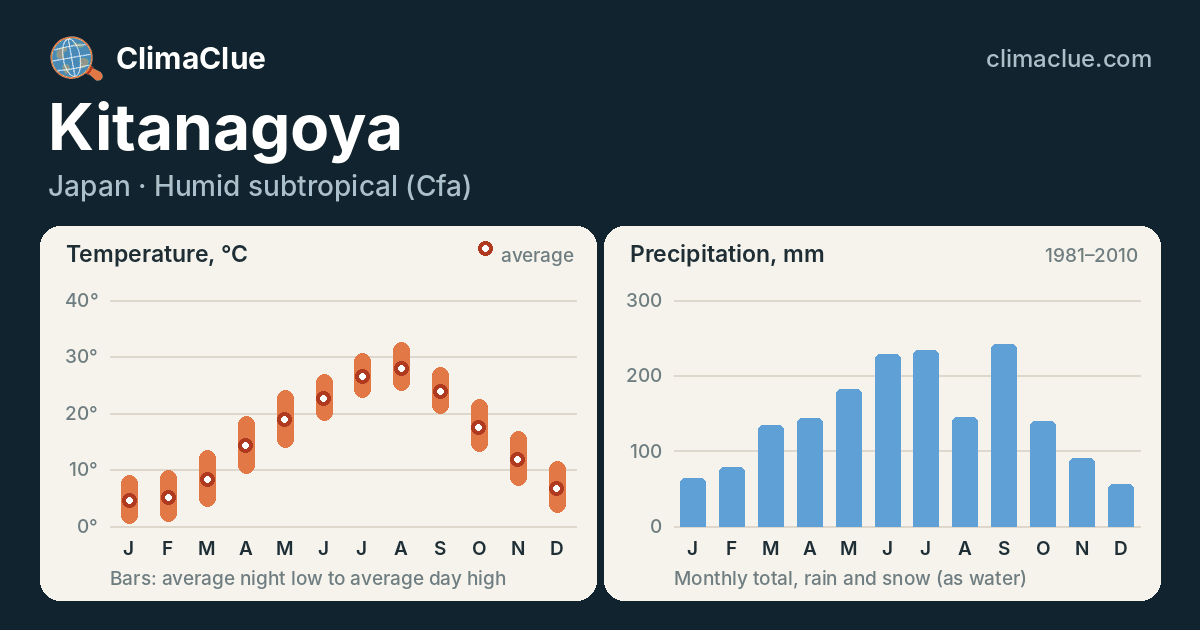 ClimaClue
climaclue.com
Kitanagoya
Japan · Humid subtropical (Cfa)
Temperature, °C
average
40°
30°
20°
10°
0°
J F M A M J J A S O N D
Bars: average night low to average day high
Precipitation, mm
1981–2010
300
200
100
0
J F M A M J J A S O N D
Monthly total, rain and snow (as water)